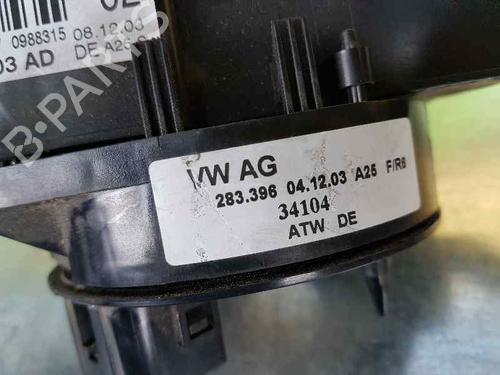 0988315 08.12.03
03 AD DE A25
B-PARTS
VW AG
283.396 04.12.03 A25 F/R6
34104
ATW DE